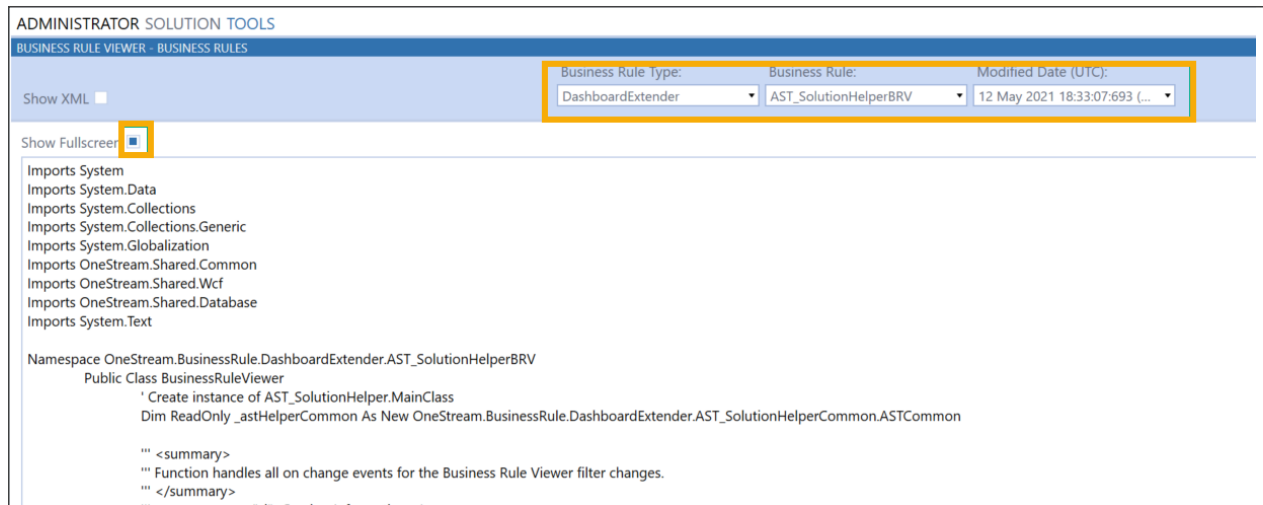 ADMINISTRATOR SOLUTION TOOLS
BUSINESS RULE VIEWER - BUSINESS RULES
Business Rule Type: Business Rule: Modified Date (UTC):
Show XML DashboardExtender AST_SolutionHelperBRV 12 May 2021 18:33:07:693 (...
Show Fullscreen
Imports System
Imports System.Data
Imports System.Collections
Imports System.Collections.Generic
Imports System.Globalization
Imports OneStream.Shared.Common
Imports OneStream.Shared.Wcf
Imports OneStream.Shared.Database
Imports System.Text
Namespace OneStream.BusinessRule.DashboardExtender.AST_SolutionHelperBRV
Public Class BusinessRuleViewer
' Create instance of AST_SolutionHelper.MainClass
Dim ReadOnly _astHelperCommon As New OneStream.BusinessRule.DashboardExtender.AST_SolutionHelperCommon.ASTCommon
''' <summary>
''' Function handles all on change events for the Business Rule Viewer filter changes.
''' </summary>